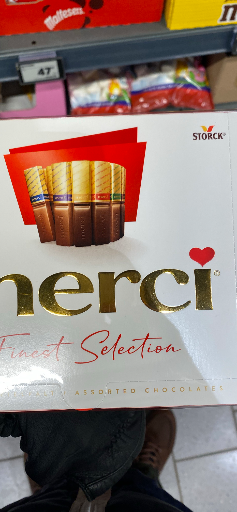 Maltesers
m
47
STORCK
merci
Finest Selection
ASSORTED CHOCOLATES